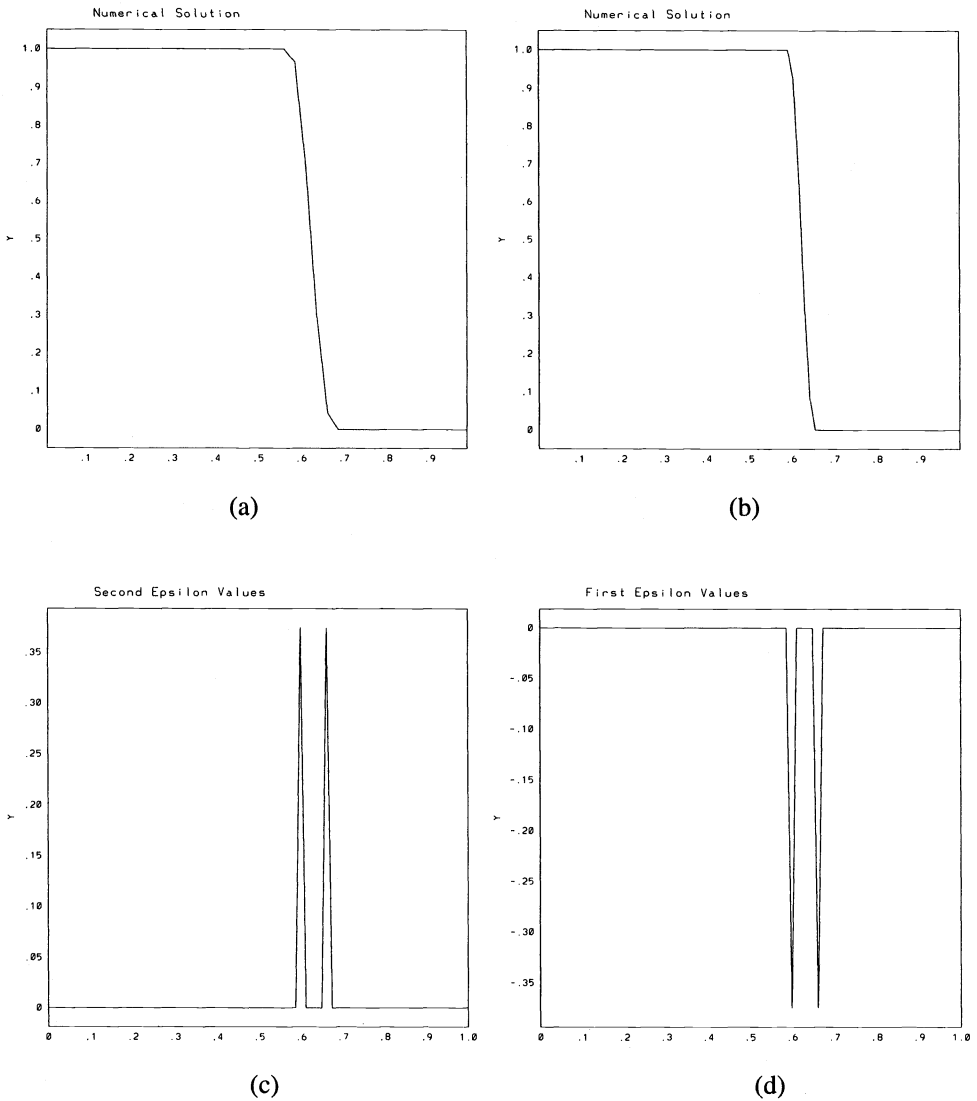 Numerical Solution
1.0
.9
.8
.7
.6
.5
.4
.3
.2
.1
0
Y
.1 .2 .3 .4 .5 .6 .7 .8 .9
(a)
Numerical Solution
1.0
.9
.8
.7
.6
.5
.4
.3
.2
.1
0
Y
.1 .2 .3 .4 .5 .6 .7 .8 .9
(b)
Second Epsilon Values
.35
.30
.25
.20
.15
.10
.05
0
Y
0 .1 .2 .3 .4 .5 .6 .7 .8 .9 1.0
(c)
First Epsilon Values
0
-.05
-.10
-.15
-.20
-.25
-.30
-.35
Y
0 .1 .2 .3 .4 .5 .6 .7 .8 .9 1.0
(d)